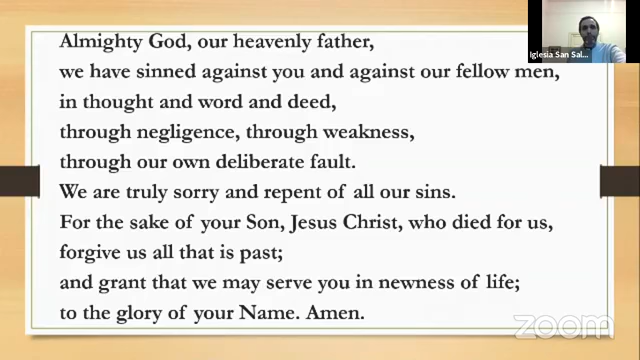 Almighty God, our heavenly father,
we have sinned against you and against our fellow men,
in thought and word and deed,
through negligence, through weakness,
through our own deliberate fault.
We are truly sorry and repent of all our sins.
For the sake of your Son, Jesus Christ, who died for us,
forgive us all that is past;
and grant that we may serve you in newness of life;
to the glory of your Name. Amen.
Iglesia San Sal...
zoom